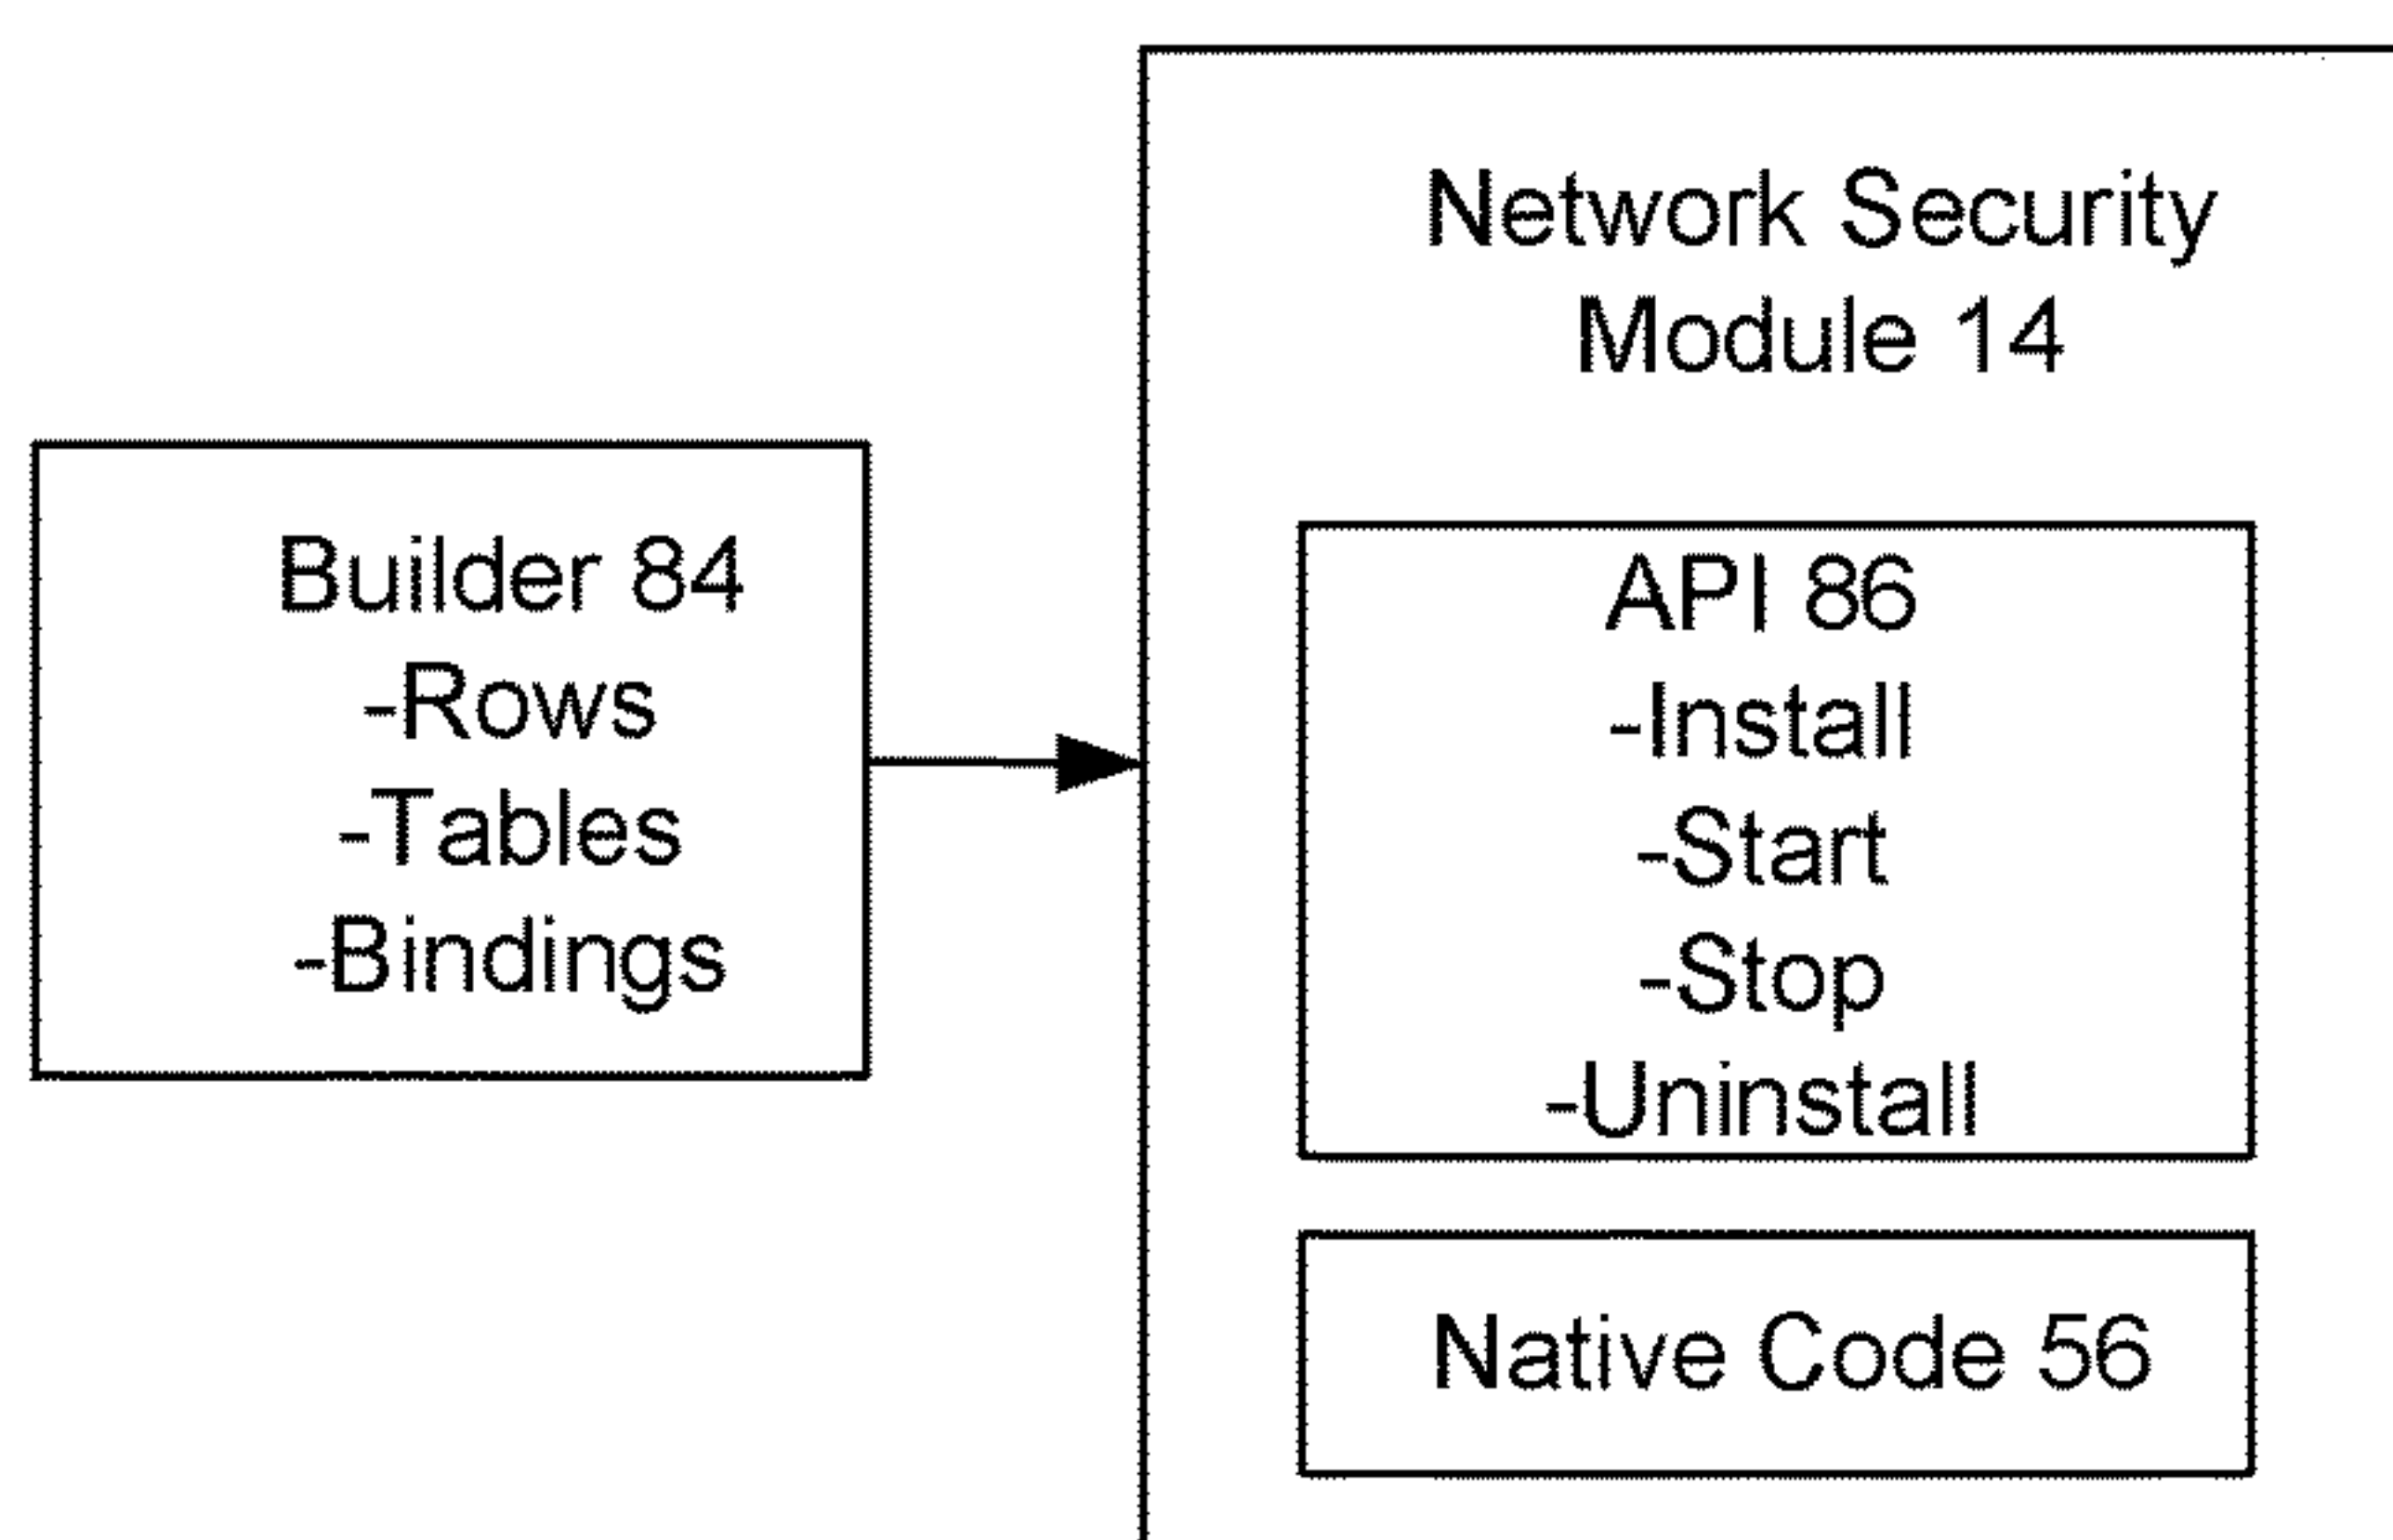 Network Security
Module 14
Builder 84
-Rows
-Tables
-Bindings
API 86
-Install
-Start
-Stop
-Uninstall
Native Code 56